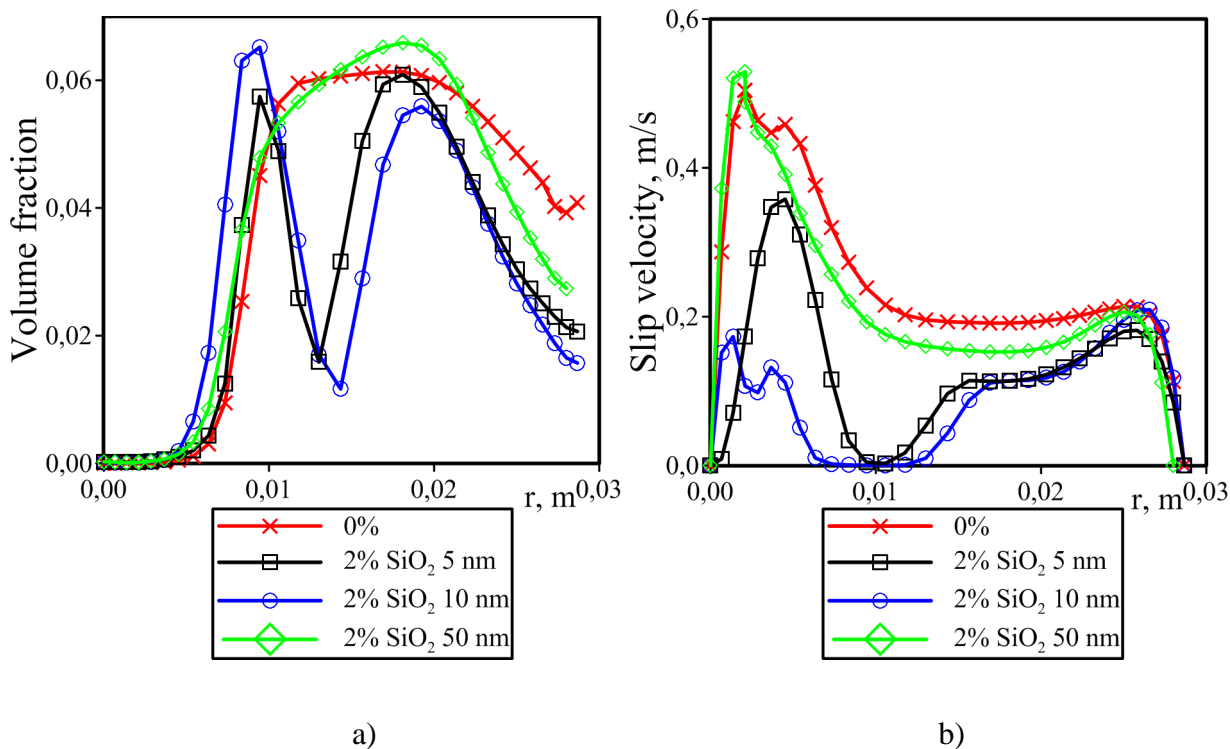 Volume fraction
0.06
0.04
0.02
0.00
0,00
0,01
0,02
0,03
r, m
0%
2% SiO₂ 5 nm
2% SiO₂ 10 nm
2% SiO₂ 50 nm
a)
Slip velocity, m/s
0,6
0,4
0,2
0,0
0,00
0,01
0,02
0,03
r, m
0%
2% SiO₂ 5 nm
2% SiO₂ 10 nm
2% SiO₂ 50 nm
b)